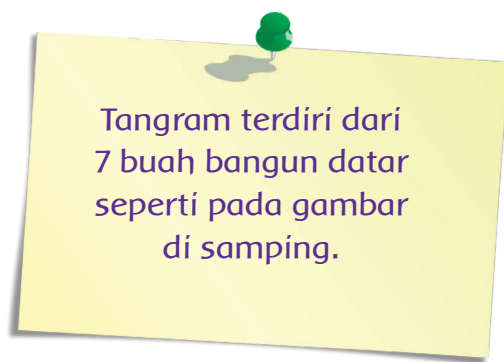 Tangram terdiri dari
7 buah bangun datar
seperti pada gambar
di samping.